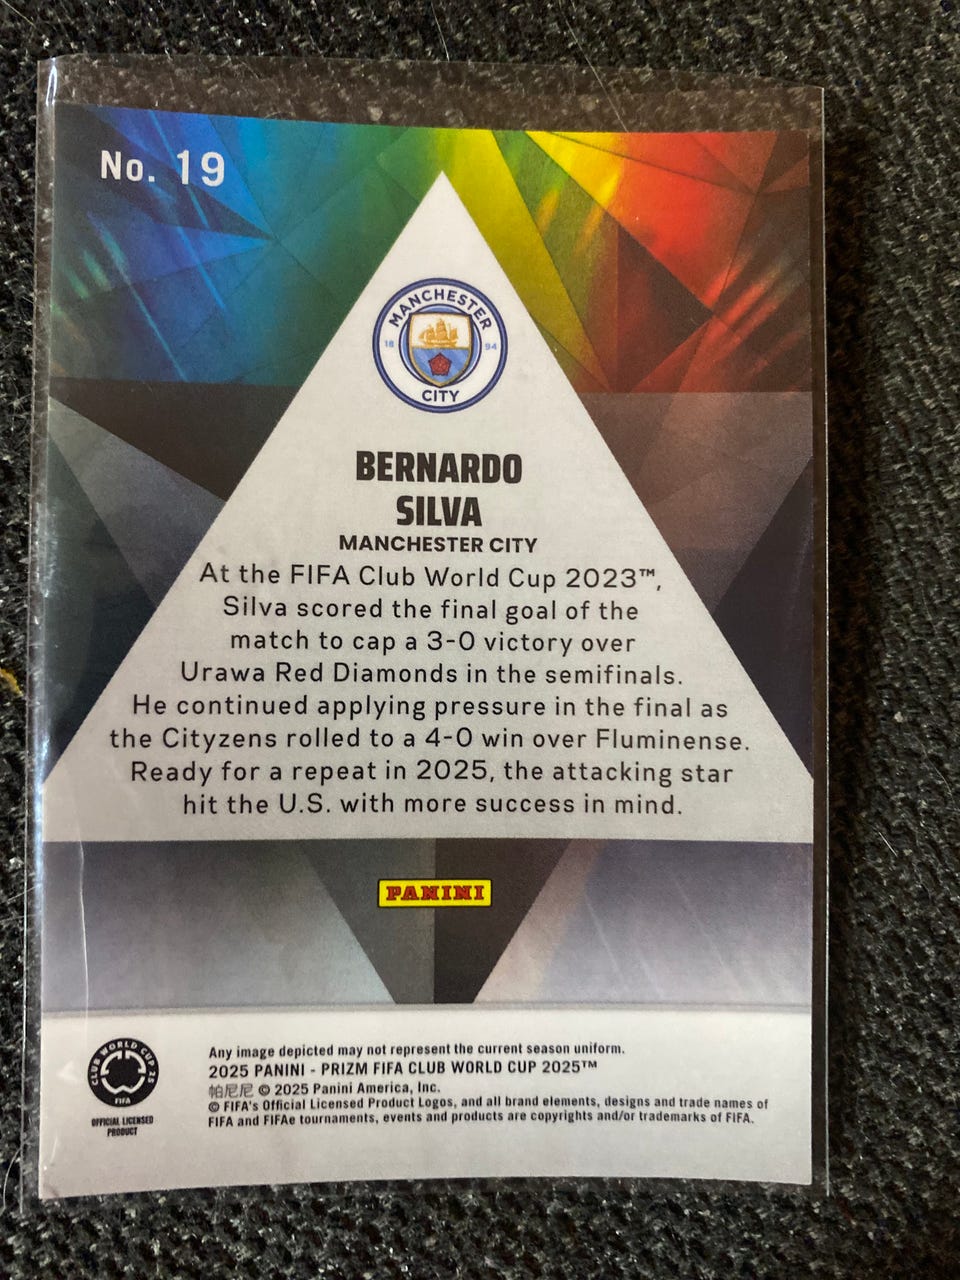 No. 19
MANCHESTER
18 94
CITY
BERNARDO
SILVA
MANCHESTER CITY
At the FIFA Club World Cup 2023™,
Silva scored the final goal of the
match to cap a 3-0 victory over
Urawa Red Diamonds in the semifinals.
He continued applying pressure in the final as
the Cityzens rolled to a 4-0 win over Fluminense.
Ready for a repeat in 2025, the attacking star
hit the U.S. with more success in mind.
PANINI
CLUB WORLD CUP 25
FIFA
OFFICIAL LICENSED
PRODUCT
Any image depicted may not represent the current season uniform.
2025 PANINI - PRIZM FIFA CLUB WORLD CUP 2025™
帕尼尼 © 2025 Panini America, Inc.
© FIFA's Official Licensed Product Logos, and all brand elements, designs and trade names of
FIFA and FIFAe tournaments, events and products are copyrights and/or trademarks of FIFA.